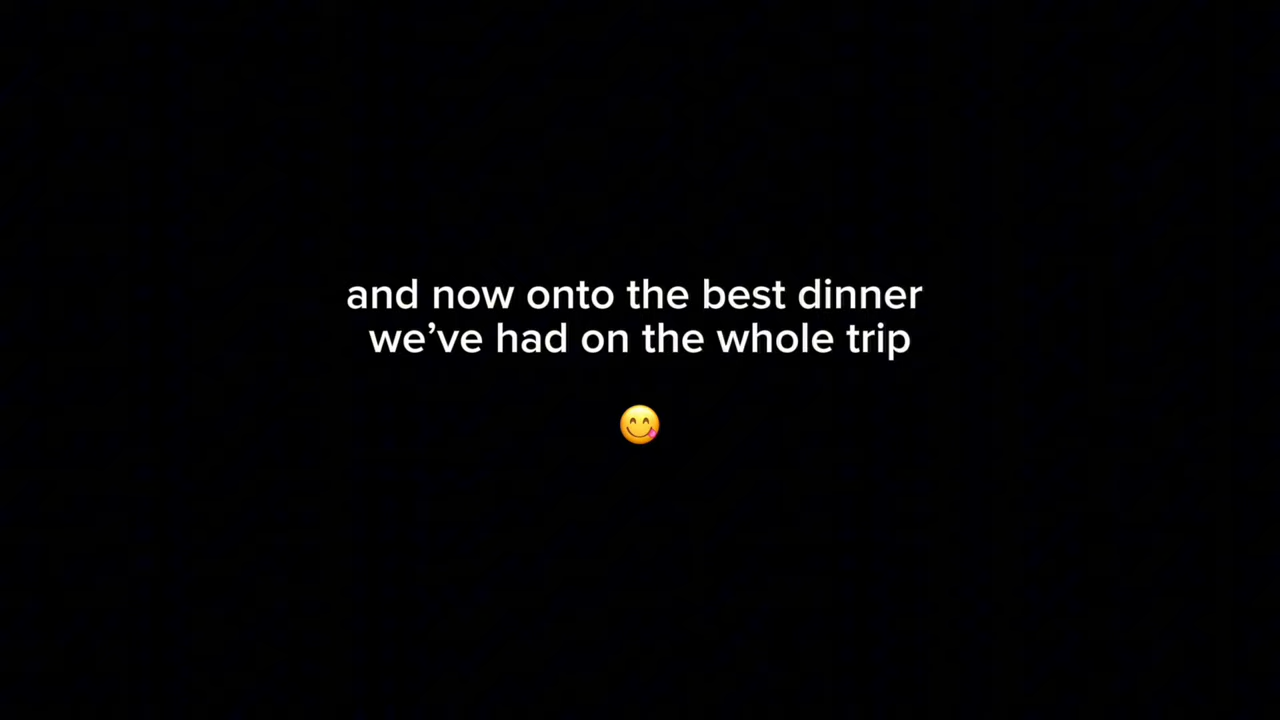 and now onto the best dinner
we’ve had on the whole trip
😋